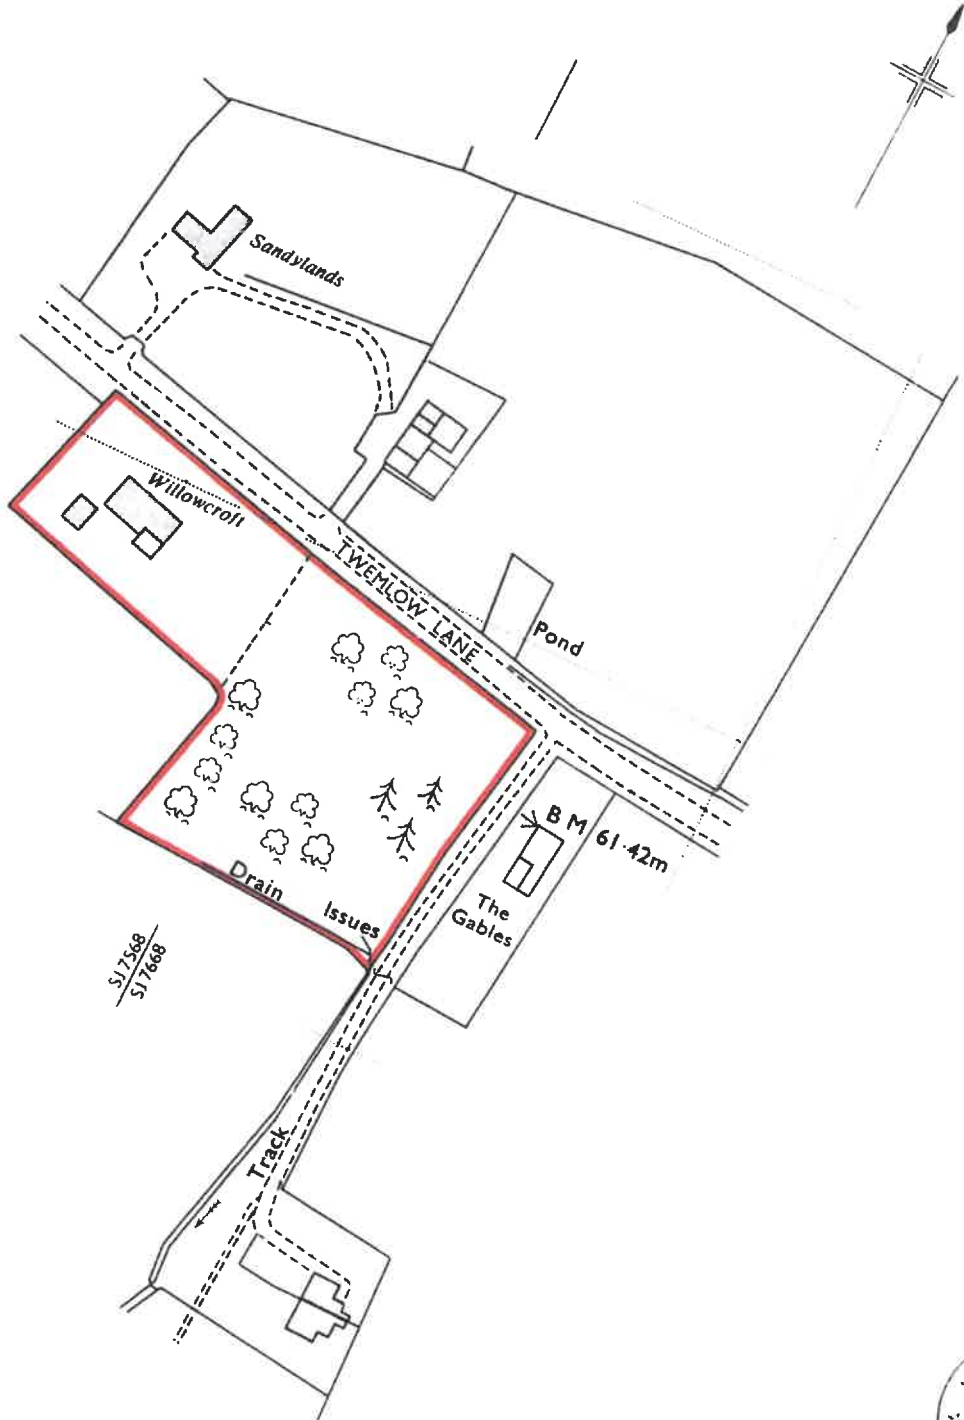 Sandylands
Willowcroft
TWEMLOW LANE
Pond
B M 61·42m
The
Gables
Drain
Issues
SJ 7568
SJ 7668
Track